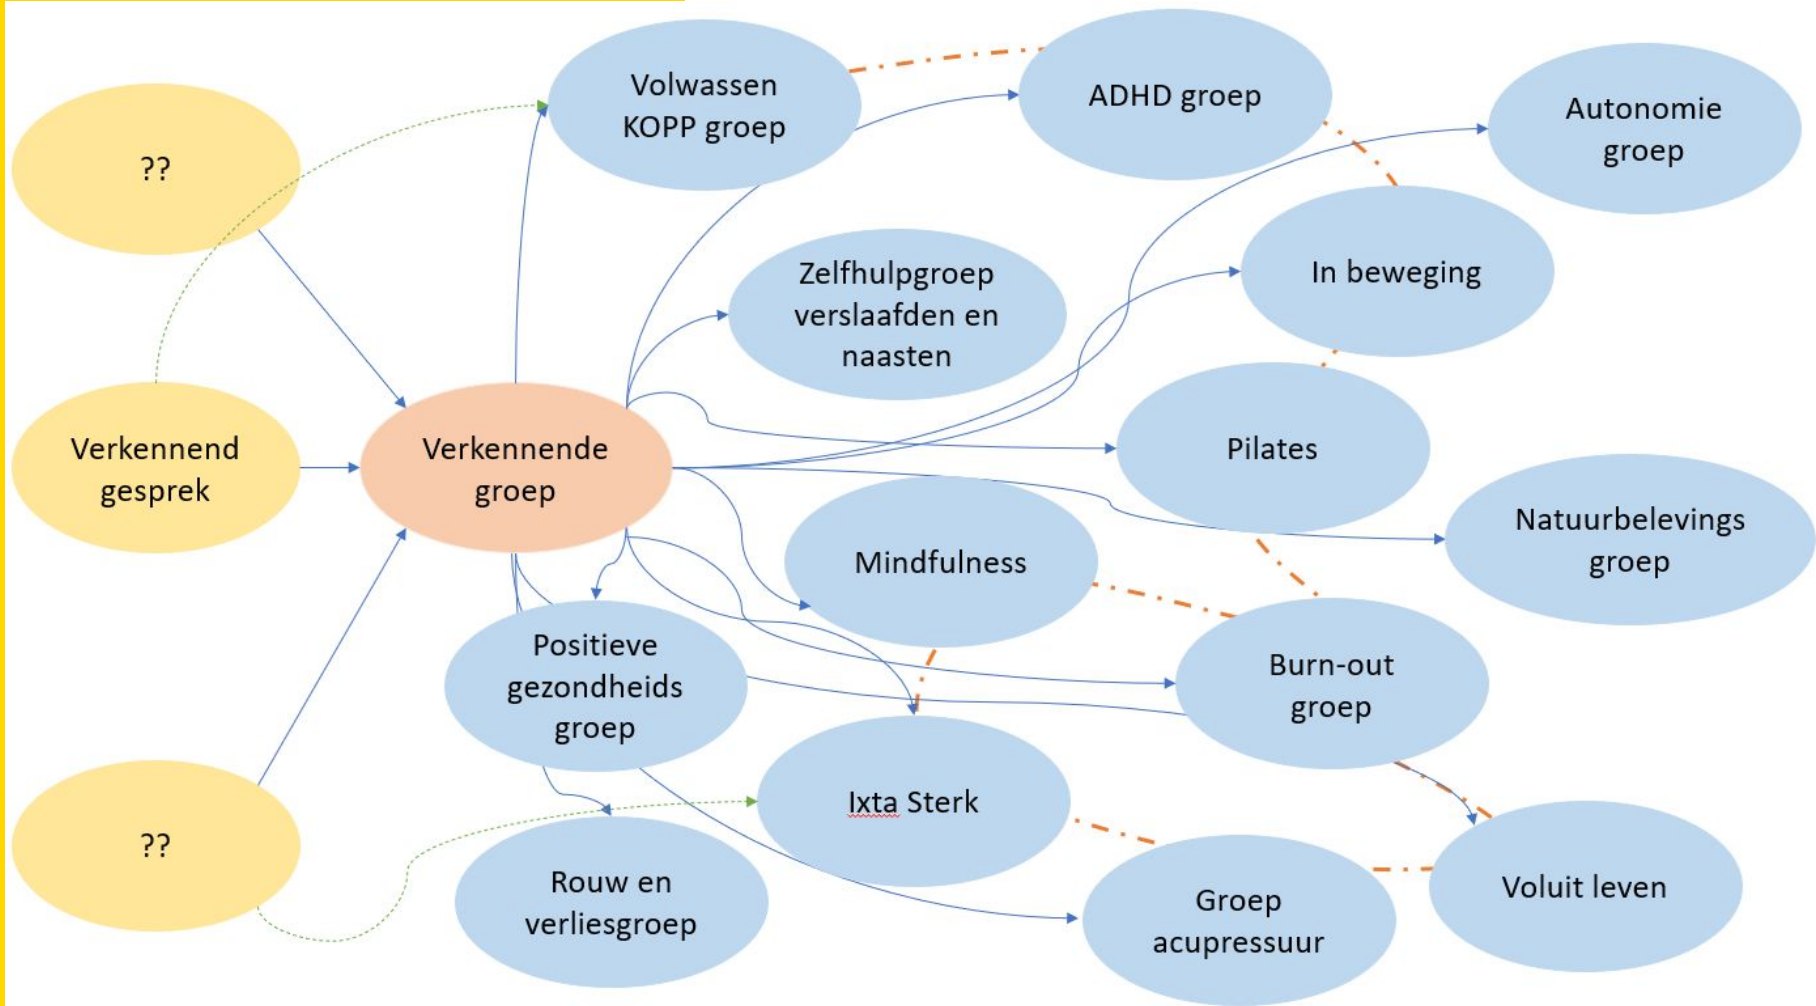 Volwassen
KOPP groep
ADHD groep
Autonomie
groep
??
Zelfhulpgroep
verslaafden en
naasten
In beweging
Verkennend
gesprek
Verkennende
groep
Pilates
Mindfulness
Natuurbelevings
groep
Positieve
gezondheids
groep
Burn-out
groep
??
Ixta Sterk
Rouw en
verliesgroep
Groep
acupressuur
Voluit leven